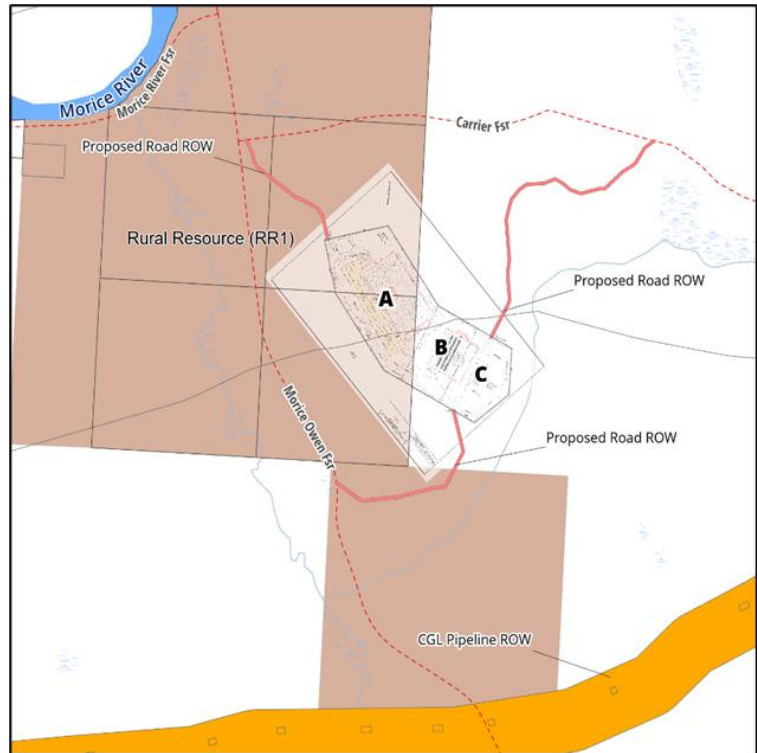 Morice River
Morice River Fsr
Carrier Fsr
Proposed Road ROW
Rural Resource (RR1)
Proposed Road ROW
A
B
C
Morice Owen Fsr
Proposed Road ROW
CGL Pipeline ROW